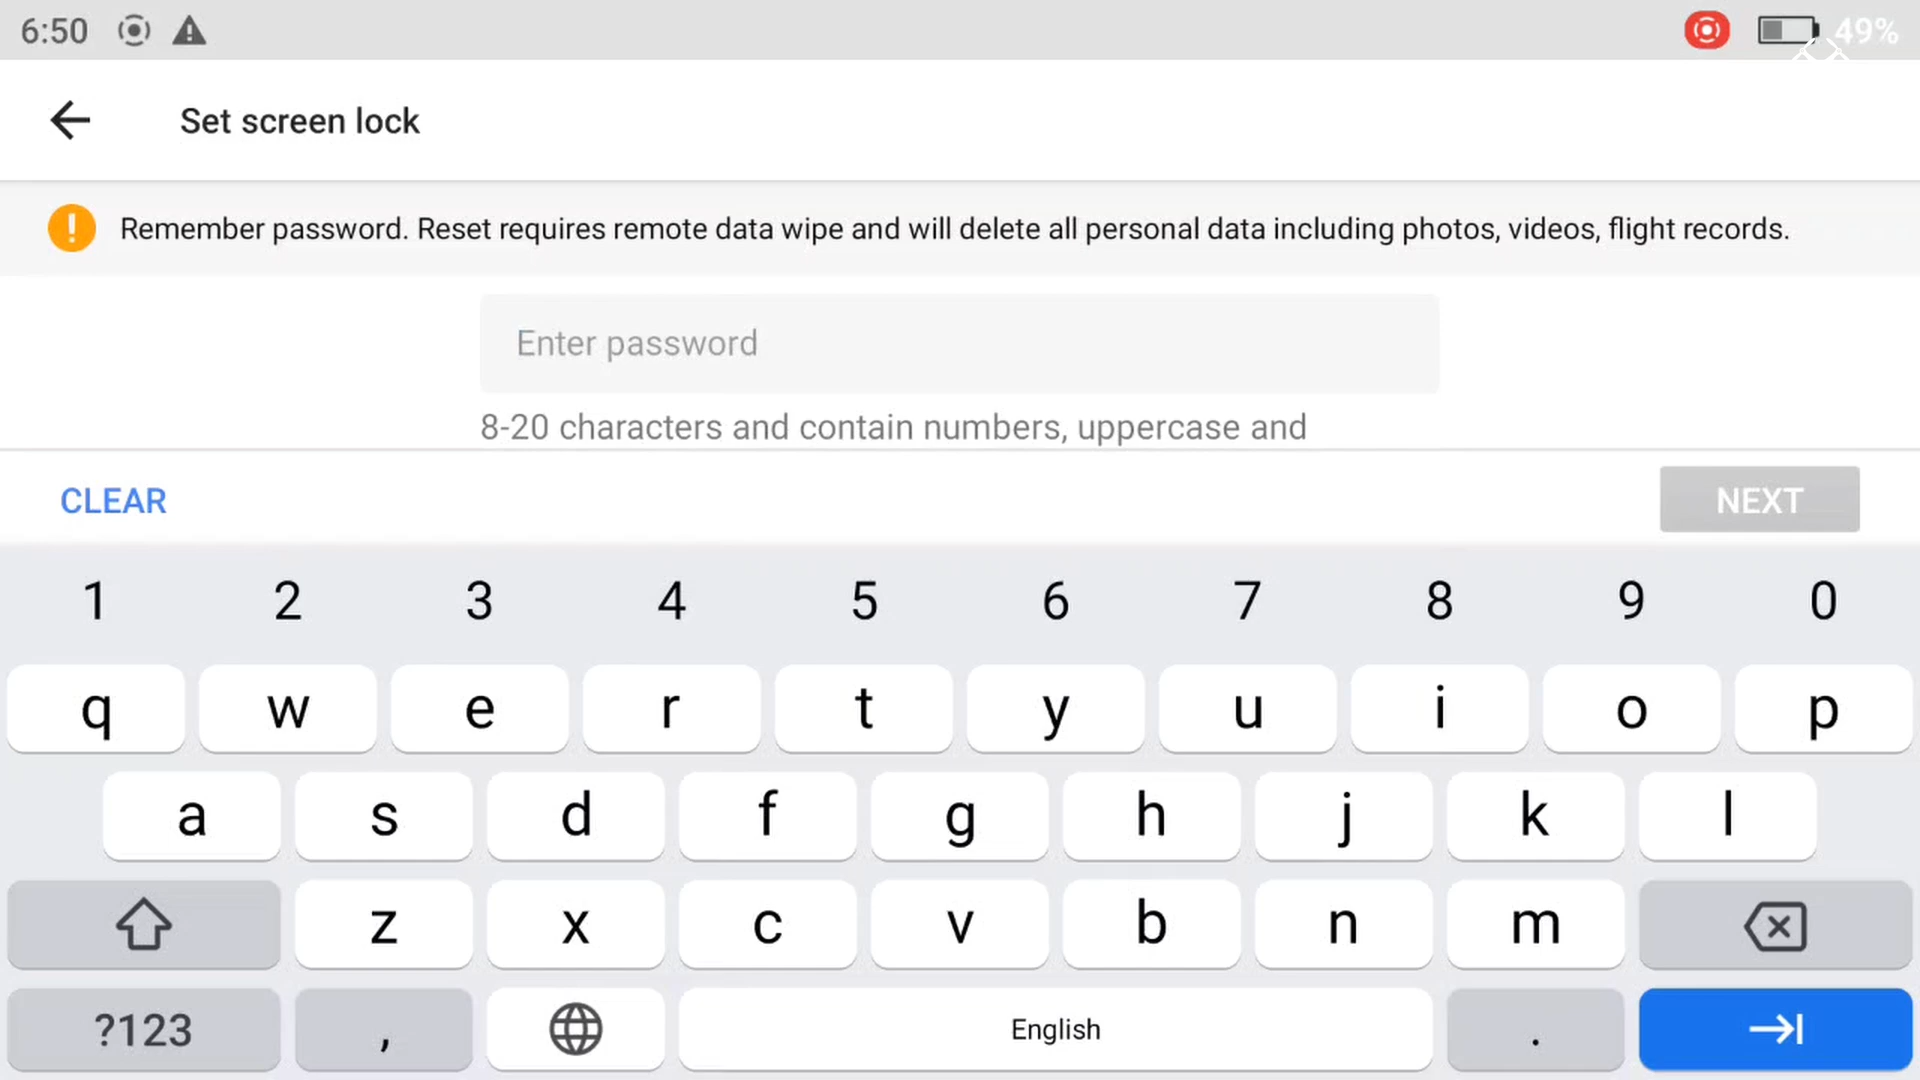 6:50 49%
Set screen lock
! Remember password. Reset requires remote data wipe and will delete all personal data including photos, videos, flight records.
Enter password
8-20 characters and contain numbers, uppercase and
CLEAR NEXT
1 2 3 4 5 6 7 8 9 0
q w e r t y u i o p
a s d f g h j k l
z x c v b n m
?123 , English .